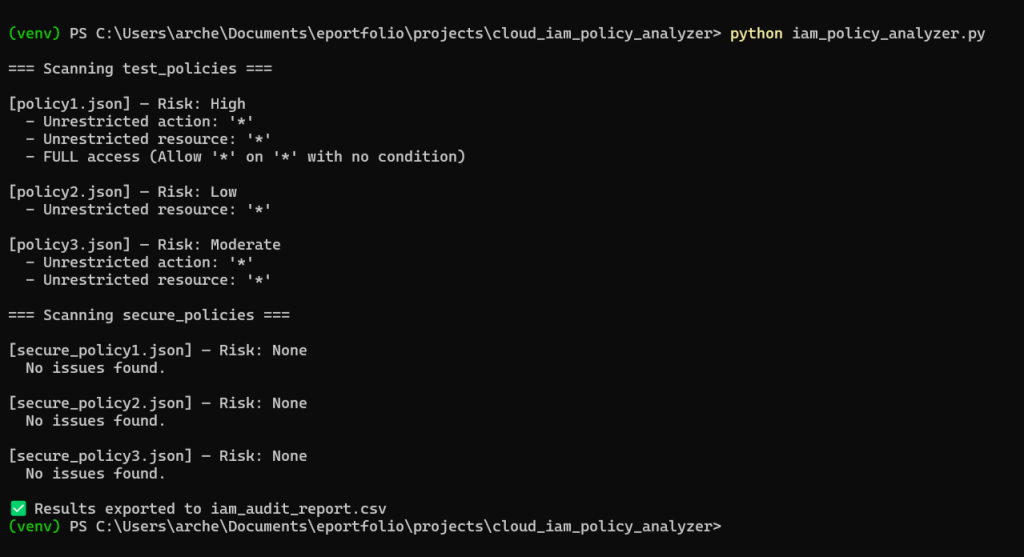 (venv) PS C:\Users\arche\Documents\eportfolio\projects\cloud_iam_policy_analyzer> python iam_policy_analyzer.py
=== Scanning test_policies ===
[policy1.json] — Risk: High
- Unrestricted action: '*'
- Unrestricted resource: '*'
- FULL access (Allow '*' on '*' with no condition)
[policy2.json] — Risk: Low
- Unrestricted resource: '*'
[policy3.json] — Risk: Moderate
- Unrestricted action: '*'
- Unrestricted resource: '*'
=== Scanning secure_policies ===
[secure_policy1.json] — Risk: None
No issues found.
[secure_policy2.json] — Risk: None
No issues found.
[secure_policy3.json] — Risk: None
No issues found.
✅ Results exported to iam_audit_report.csv
(venv) PS C:\Users\arche\Documents\eportfolio\projects\cloud_iam_policy_analyzer>